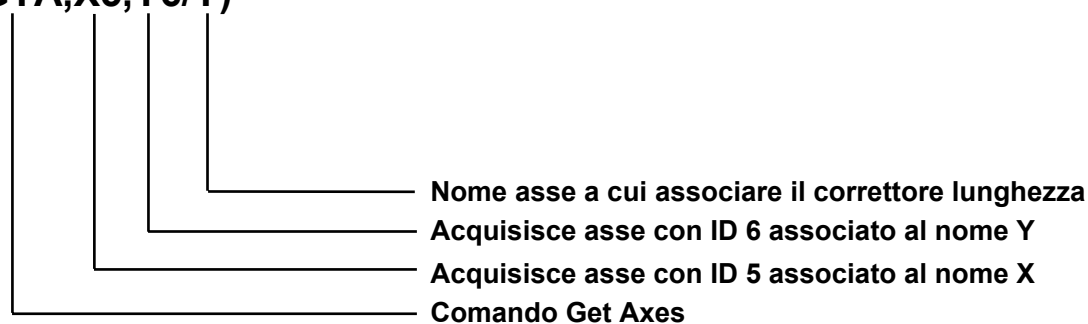 Nome asse a cui associare il correttore lunghezza
Acquisisce asse con ID 6 associato al nome Y
Acquisisce asse con ID 5 associato al nome X
Comando Get Axes